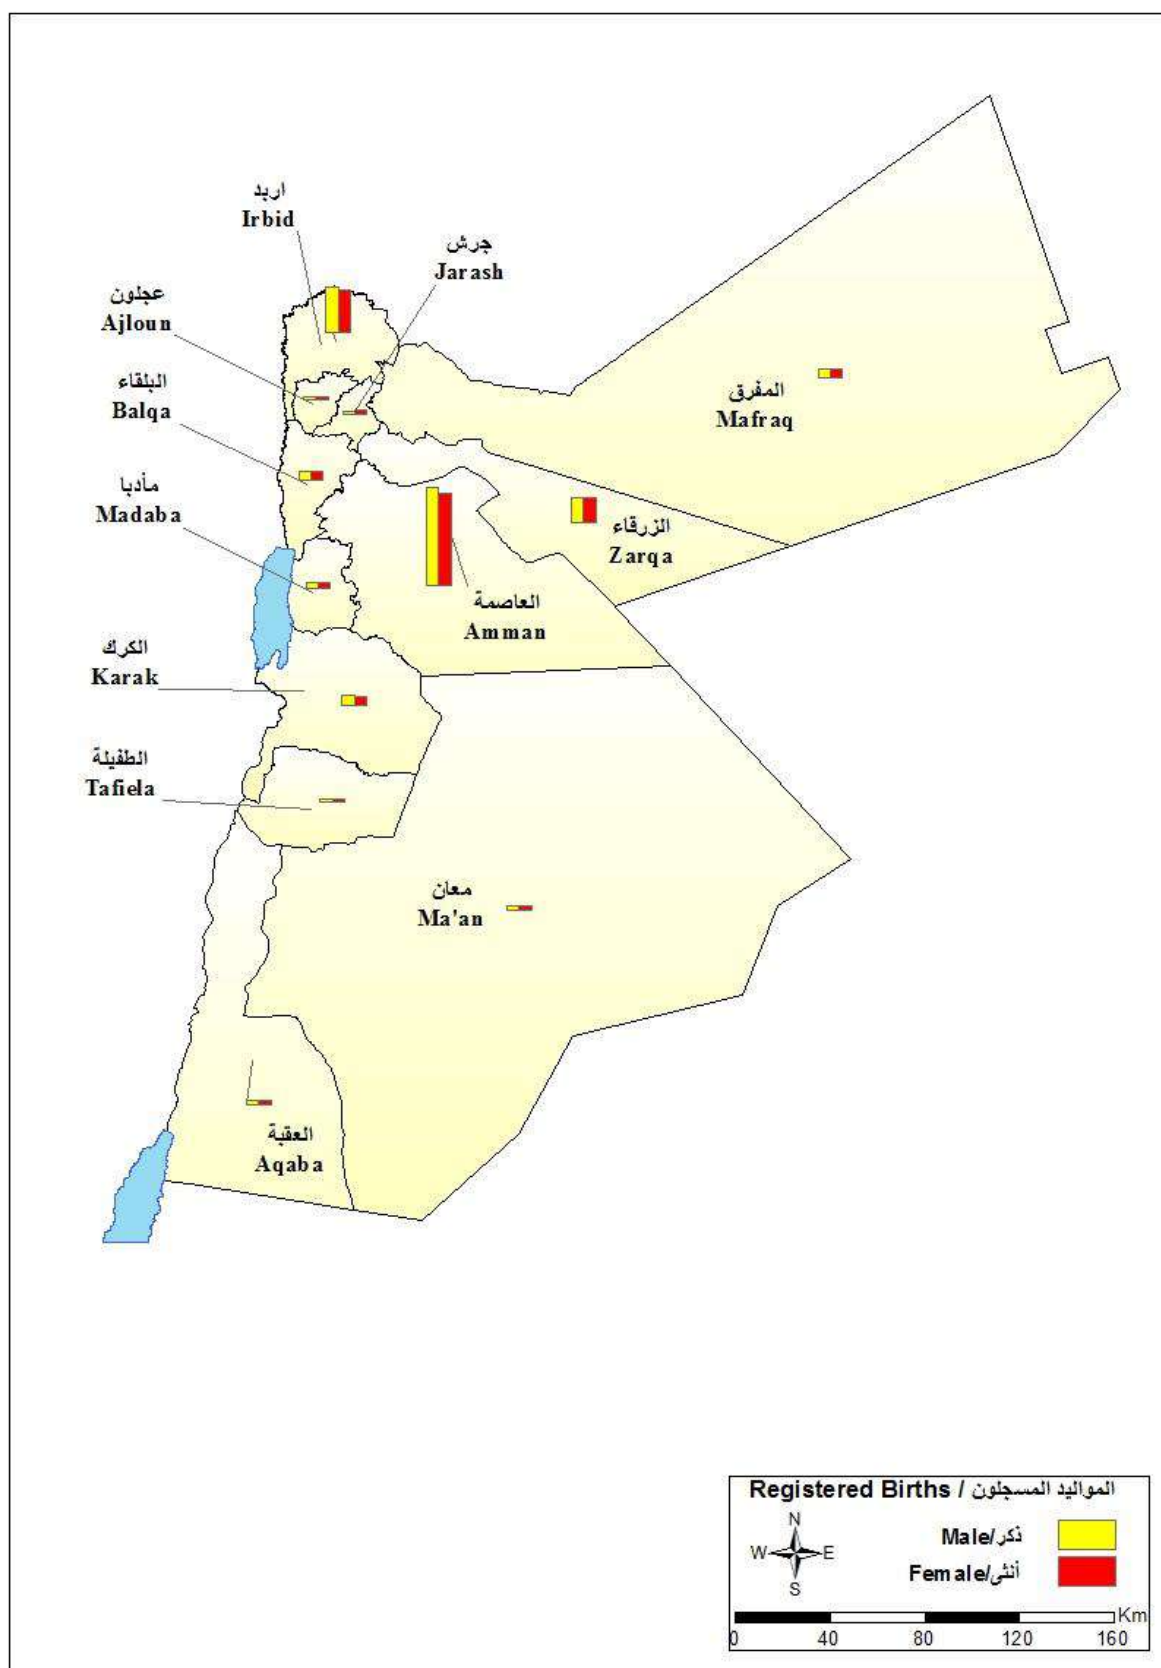 اربد
Irbid
جرش
Jarash
عجلون
Ajloun
البلقاء
Balqa
المفرق
Mafraq
مأدبا
Madaba
الزرقاء
Zarqa
العاصمة
Amman
الكرك
Karak
الطفيلة
Tafiela
معان
Ma'an
العقبة
Aqaba
Registered Births / المواليد المسجلون
N
Male/ذكر
W E
Female/أنثى
S
Km
0 40 80 120 160